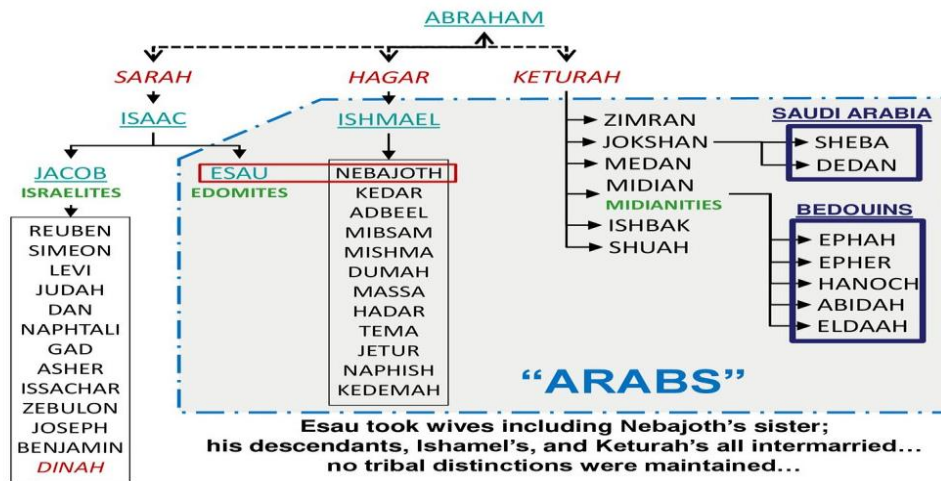 ABRAHAM
SARAH
HAGAR
KETURAH
ISAAC
ISHMAEL
JACOB
ISRAELITES
ESAU
EDOMITES
REUBEN
SIMEON
LEVI
JUDAH
DAN
NAPHTALI
GAD
ASHER
ISSACHAR
ZEBULON
JOSEPH
BENJAMIN
DINAH
NEBAJOTH
KEDAR
ADBEEL
MIBSAM
MISHMA
DUMAH
MASSA
HADAR
TEMA
JETUR
NAPHISH
KEDEMAH
ZIMRAN
JOKSHAN
MEDAN
MIDIAN
MIDIANITIES
ISHBAK
SHUAH
SAUDI ARABIA
SHEBA
DEDAN
BEDOUINS
EPHAH
EPHER
HANOCH
ABIDAH
ELDAAH
“ARABS”
Esau took wives including Nebajoth’s sister;
his descendants, Ishamel’s, and Keturah’s all intermarried...
no tribal distinctions were maintained...